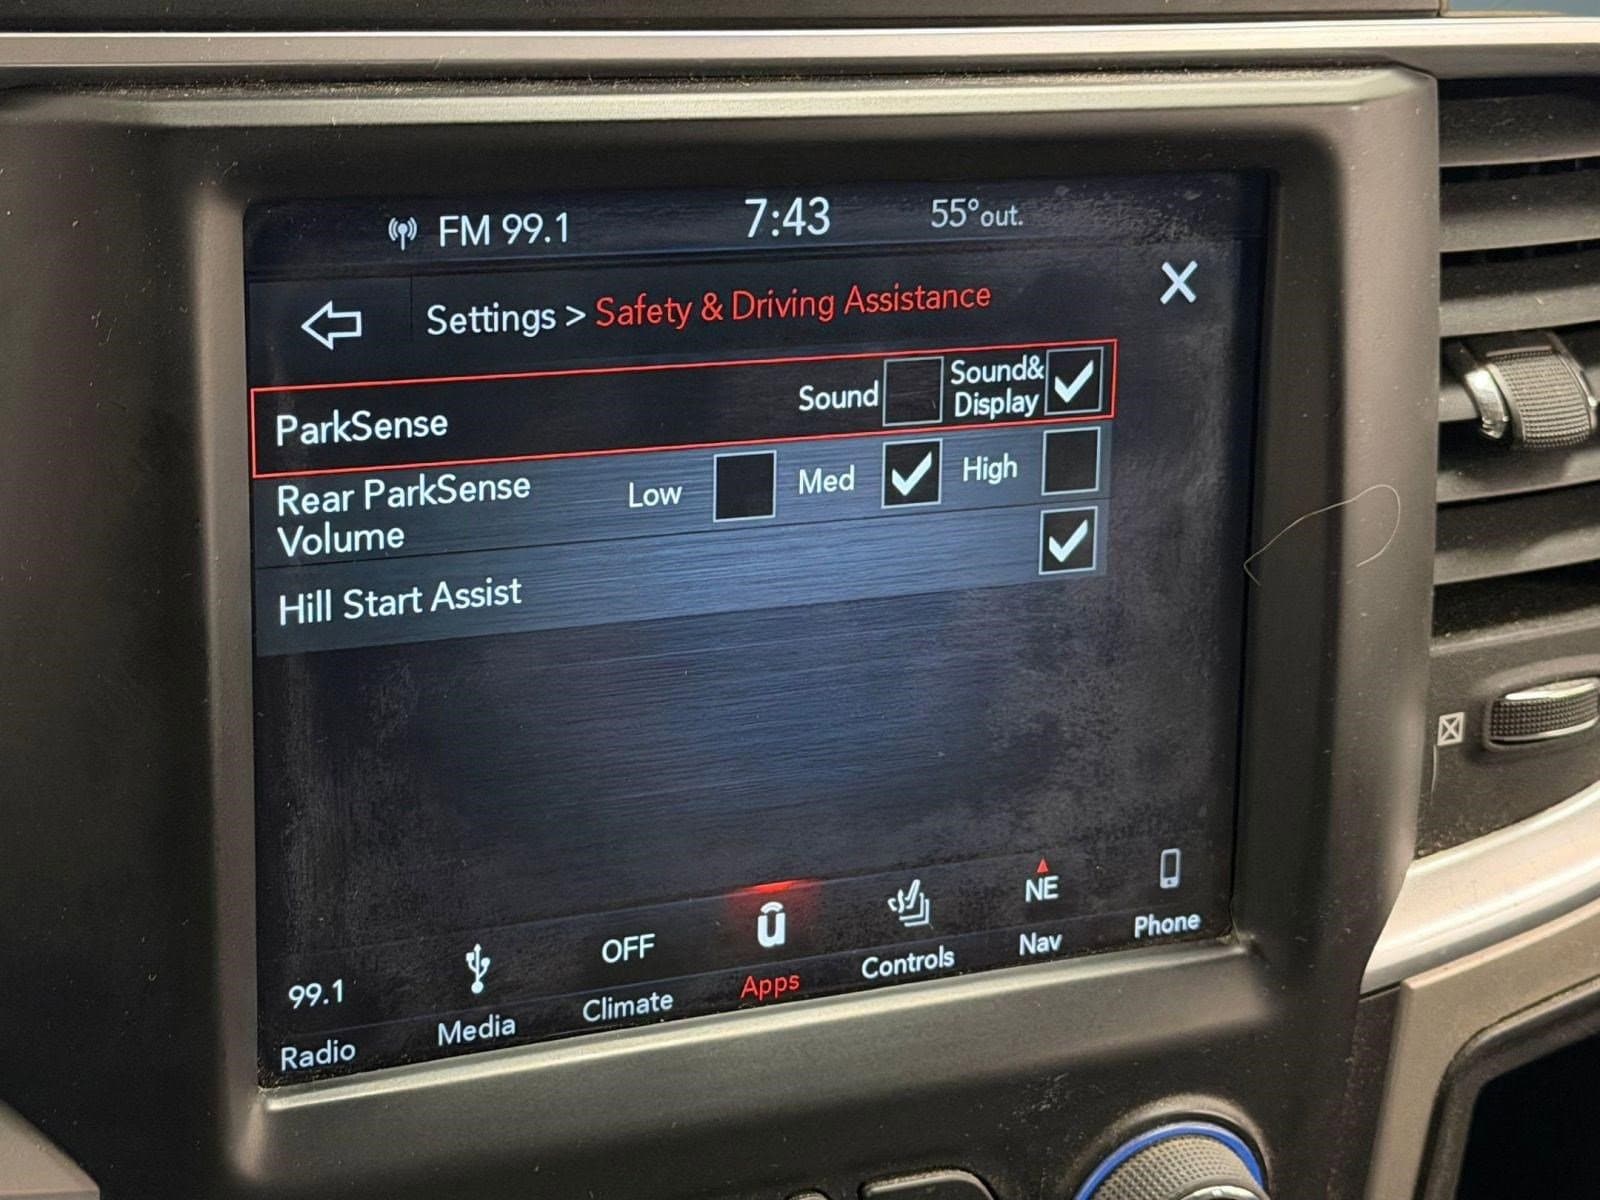 FM 99.1 7:43 55° out.
Settings > Safety & Driving Assistance X
ParkSense Sound Sound&
Display
Rear ParkSense Low Med High
Volume
Hill Start Assist
99.1 OFF NE
Radio Media Climate Apps Controls Nav Phone